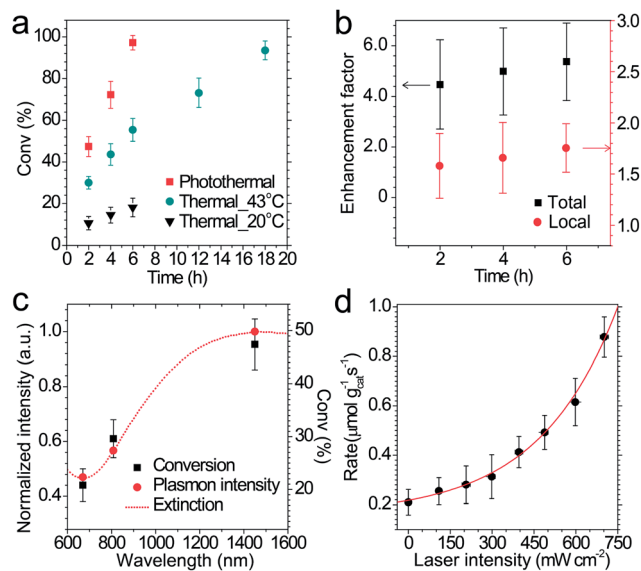 a
100
80
60
40
20
0
Conv (%)
Photothermal
Thermal_43°C
Thermal_20°C
0 2 4 6 8 10 12 14 16 18 20
Time (h)
b
6.0
4.0
2.0
0
Enhancement factor
3.0
2.5
2.0
1.5
1.0
Total
Local
2 4 6
Time (h)
c
1.0
0.8
0.6
0.4
Normalized intensity (a.u.)
50
40
30
20
Conv (%)
Conversion
Plasmon intensity
Extinction
600 800 1000 1200 1400 1600
Wavelength (nm)
d
1.0
0.8
0.6
0.4
0.2
Rate(μmol g⁻¹cat s⁻¹)
0 150 300 450 600 750
Laser intensity (mW cm⁻²)